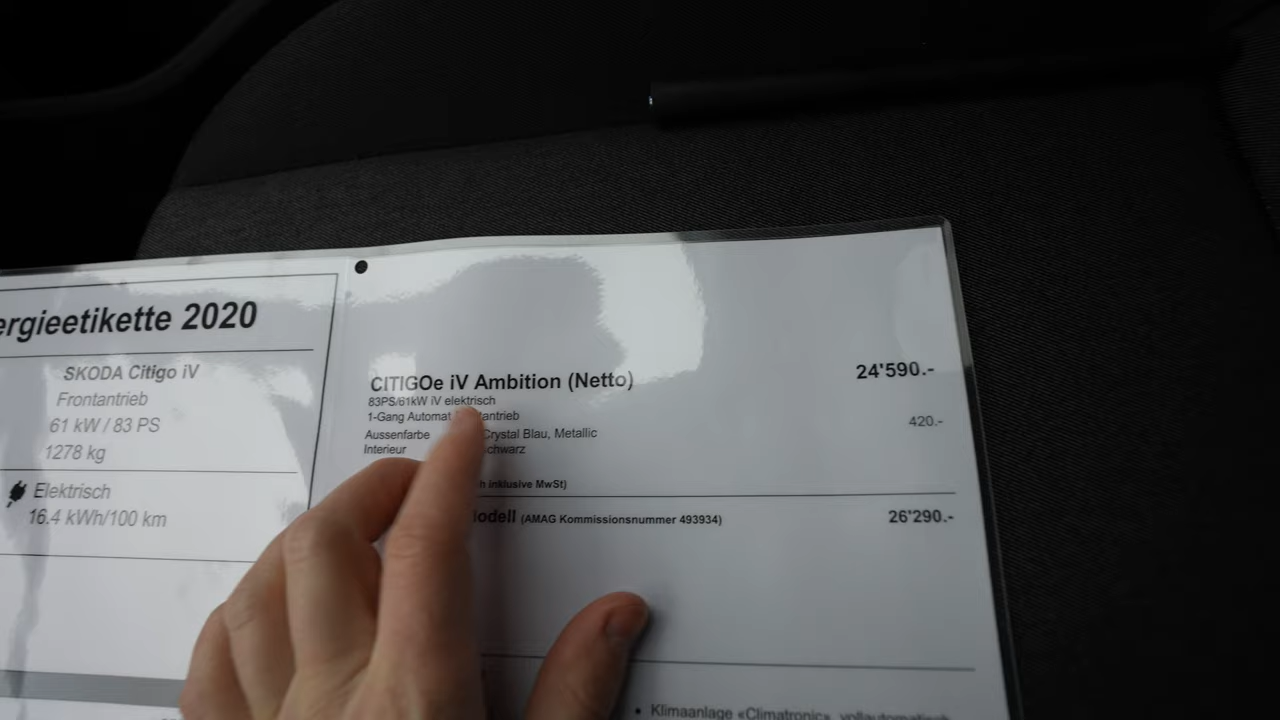 ergieetikette 2020
SKODA Citigo iV
Frontantrieb
61 kW / 83 PS
1278 kg
Elektrisch
16.4 kWh/100 km
CITIGOe iV Ambition (Netto) 24'590.-
83PS/61kW iV elektrisch
1-Gang Automat
Aussenfarbe Crystal Blau, Metallic 420.-
Interieur chwarz
inklusive MwSt)
odell (AMAG Kommissionsnummer 493934) 26'290.-
• Klimaanlage «Climatronic», vollautomatisch